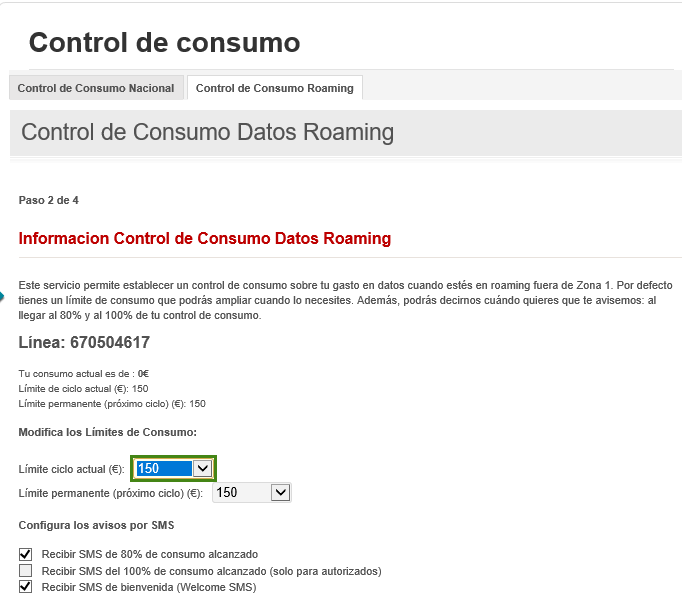 Control de consumo
Control de Consumo Nacional
Control de Consumo Roaming
Control de Consumo Datos Roaming
Paso 2 de 4
Informacion Control de Consumo Datos Roaming
Este servicio permite establecer un control de consumo sobre tu gasto en datos cuando estés en roaming fuera de Zona 1. Por defecto
tienes un límite de consumo que podrás ampliar cuando lo necesites. Además, podrás decirnos cuándo quieres que te avisemos: al
llegar al 80% y al 100% de tu control de consumo.
Línea: 670504617
Tu consumo actual es de : 0€
Límite de ciclo actual (€): 150
Límite permanente (próximo ciclo) (€): 150
Modifica los Límites de Consumo:
Límite ciclo actual (€): 150
Límite permanente (próximo ciclo) (€): 150
Configura los avisos por SMS
Recibir SMS de 80% de consumo alcanzado
Recibir SMS del 100% de consumo alcanzado (solo para autorizados)
Recibir SMS de bienvenida (Welcome SMS)